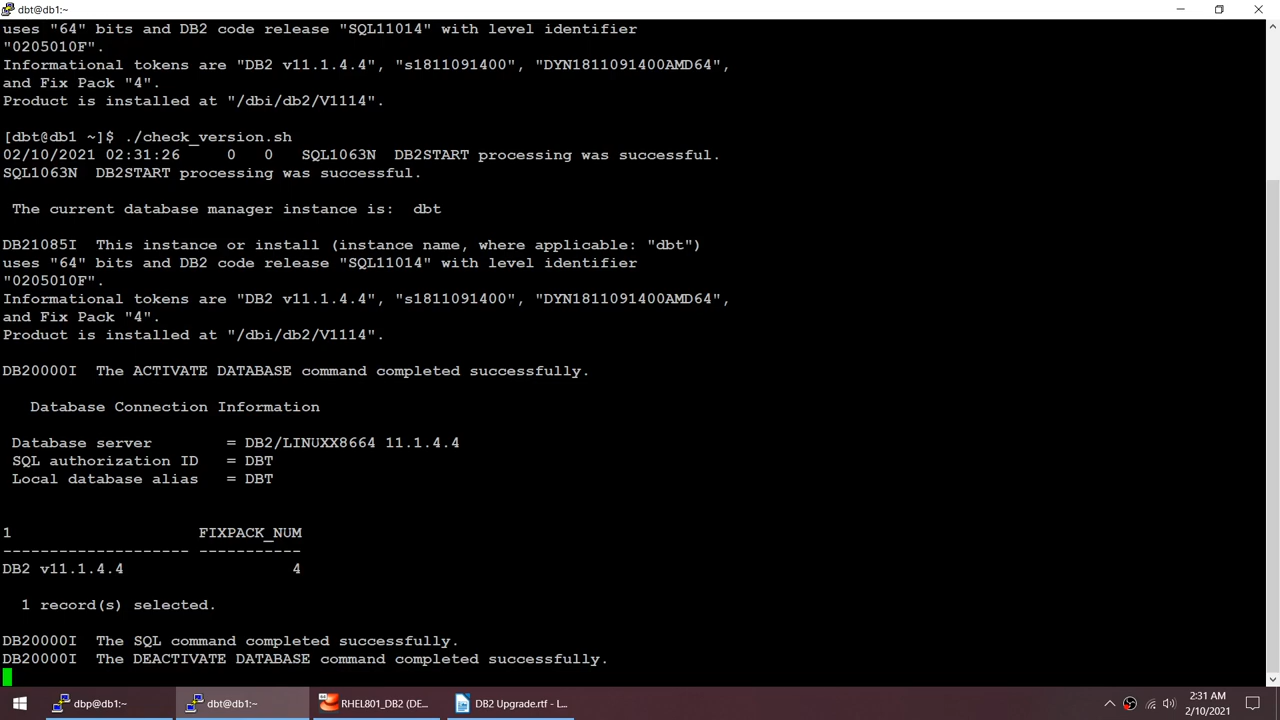 dbt@db1:~
uses "64" bits and DB2 code release "SQL11014" with level identifier
"0205010F".
Informational tokens are "DB2 v11.1.4.4", "s1811091400", "DYN1811091400AMD64",
and Fix Pack "4".
Product is installed at "/dbi/db2/V1114".
[dbt@db1 ~]$ ./check_version.sh
02/10/2021 02:31:26     0   0   SQL1063N  DB2START processing was successful.
SQL1063N  DB2START processing was successful.
The current database manager instance is:  dbt
DB21085I  This instance or install (instance name, where applicable: "dbt")
uses "64" bits and DB2 code release "SQL11014" with level identifier
"0205010F".
Informational tokens are "DB2 v11.1.4.4", "s1811091400", "DYN1811091400AMD64",
and Fix Pack "4".
Product is installed at "/dbi/db2/V1114".
DB20000I  The ACTIVATE DATABASE command completed successfully.
Database Connection Information
Database server        = DB2/LINUXX8664 11.1.4.4
SQL authorization ID   = DBT
Local database alias   = DBT
1                    FIXPACK_NUM
-------------------- -----------
DB2 v11.1.4.4                  4
1 record(s) selected.
DB20000I  The SQL command completed successfully.
DB20000I  The DEACTIVATE DATABASE command completed successfully.
dbp@db1:~
dbt@db1:~
RHEL801_DB2 (DE...
DB2 Upgrade.rtf - L...
2:31 AM
2/10/2021